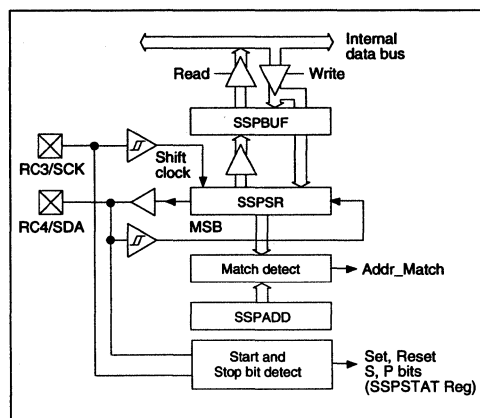 Internal
data bus
Read
Write
SSPBUF
RC3/SCK
Shift
clock
SSPSR
RC4/SDA
MSB
Match detect
Addr_Match
SSPADD
Start and
Stop bit detect
Set, Reset
S, P bits
(SSPSTAT Reg)